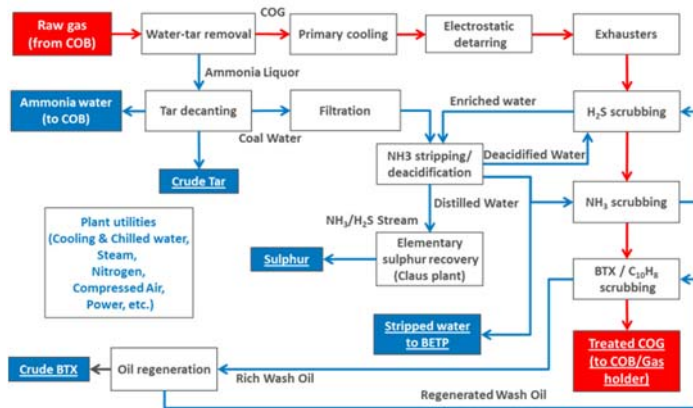 Raw gas
(from COB)
Water-tar removal
COG
Primary cooling
Electrostatic
detarring
Exhausters
Ammonia Liquor
Ammonia water
(to COB)
Tar decanting
Filtration
Enriched water
H₂S scrubbing
Coal Water
NH3 stripping/
deacidification
Deacidified Water
Crude Tar
Distilled Water
NH₃ scrubbing
Plant utilities
(Cooling & Chilled water,
Steam,
Nitrogen,
Compressed Air,
Power, etc.)
NH₃/H₂S Stream
Sulphur
Elementary
sulphur recovery
(Claus plant)
BTX / C₁₀H₈
scrubbing
Stripped water
to BETP
Treated COG
(to COB/Gas
holder)
Crude BTX
Oil regeneration
Rich Wash Oil
Regenerated Wash Oil